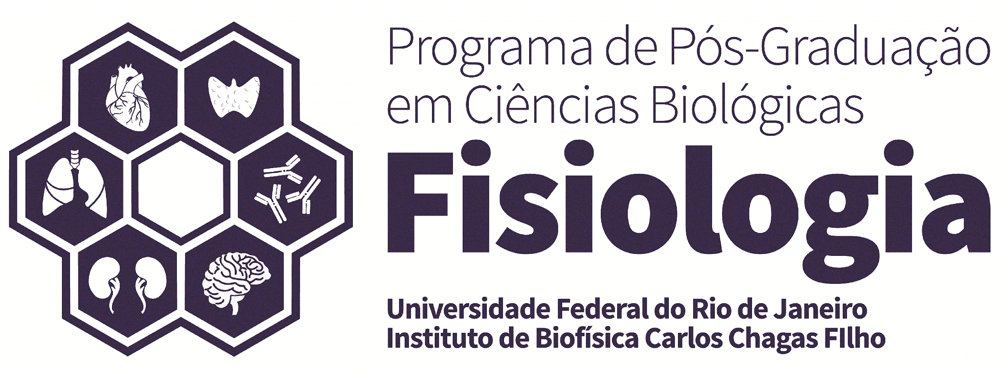 Programa de Pós-Graduação
em Ciências Biológicas
Fisiologia
Universidade Federal do Rio de Janeiro
Instituto de Biofísica Carlos Chagas FIlho